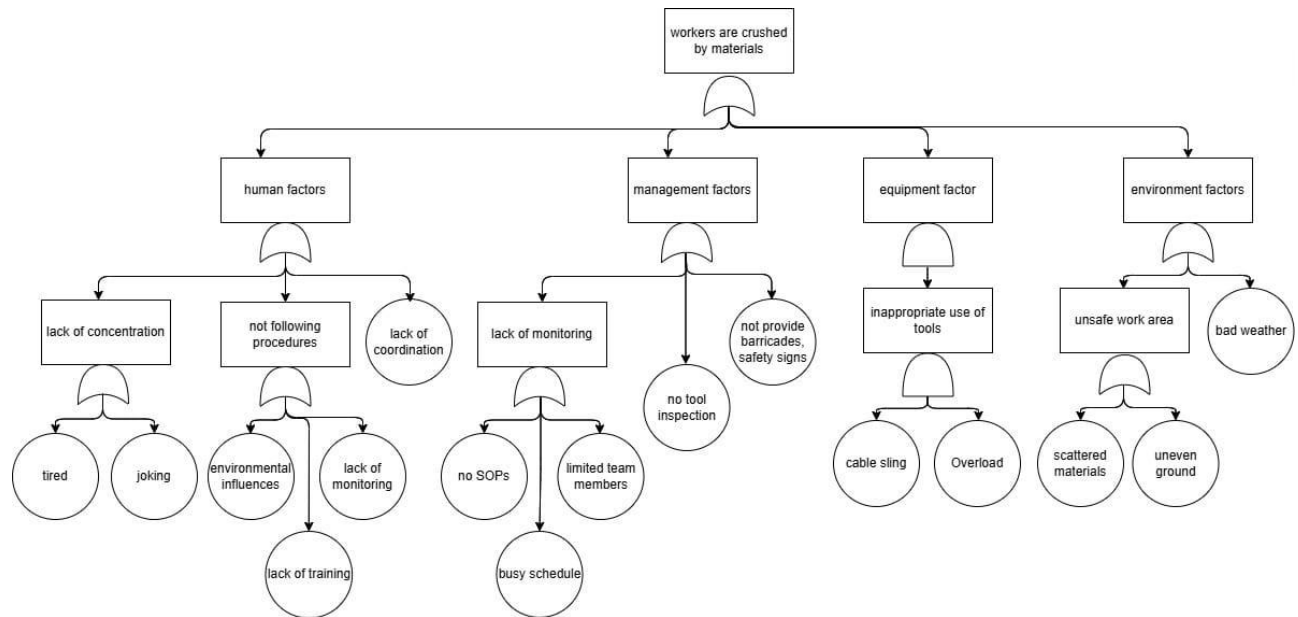 workers are crushed
by materials
human factors
management factors
equipment factor
environment factors
lack of concentration
not following
procedures
lack of
coordination
lack of monitoring
no tool
inspection
not provide
barricades,
safety signs
inappropriate use of
tools
unsafe work area
bad weather
tired
joking
environmental
influences
lack of training
lack of
monitoring
no SOPs
busy schedule
limited team
members
cable sling
Overload
scattered
materials
uneven
ground